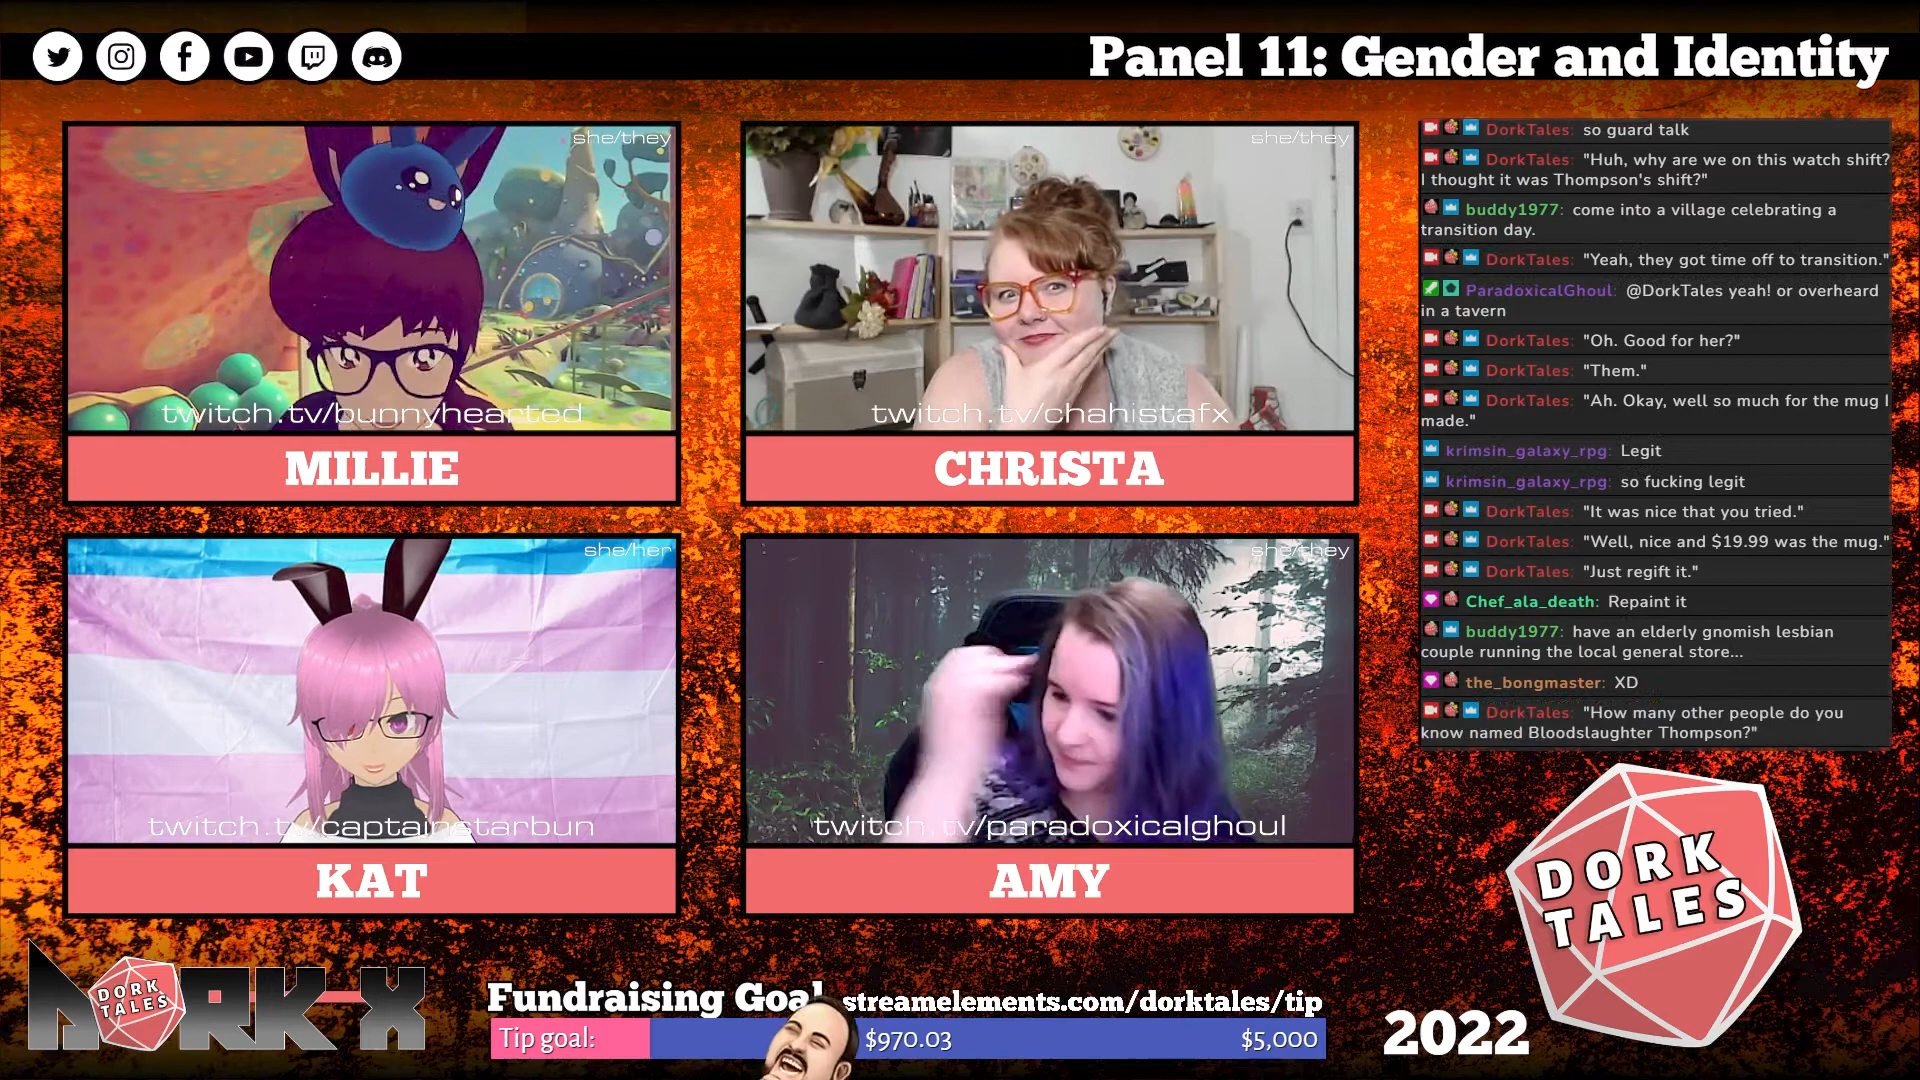 Panel 11: Gender and Identity
she/they
twitch.tv/bunnyhearted
MILLIE
she/they
twitch.tv/chahistafx
CHRISTA
she/her
twitch.tv/captainstarbun
KAT
she/they
twitch.tv/paradoxicalghoul
AMY
DorkTales: so guard talk
DorkTales: "Huh, why are we on this watch shift?
I thought it was Thompson's shift?"
buddy1977: come into a village celebrating a
transition day.
DorkTales: "Yeah, they got time off to transition."
ParadoxicalGhoul: @DorkTales yeah! or overheard
in a tavern
DorkTales: "Oh. Good for her?"
DorkTales: "Them."
DorkTales: "Ah. Okay, well so much for the mug I
made."
krimsin_galaxy_rpg: Legit
krimsin_galaxy_rpg: so fucking legit
DorkTales: "It was nice that you tried."
DorkTales: "Well, nice and $19.99 was the mug."
DorkTales: "Just regift it."
Chef_ala_death: Repaint it
buddy1977: have an elderly gnomish lesbian
couple running the local general store...
the_bongmaster: XD
DorkTales: "How many other people do you
know named Bloodslaughter Thompson?"
DORK
TALES
DORK-X
DORK
TALES
Fundraising Goal
streamelements.com/dorktales/tip
Tip goal:
$970.03
$5,000
2022